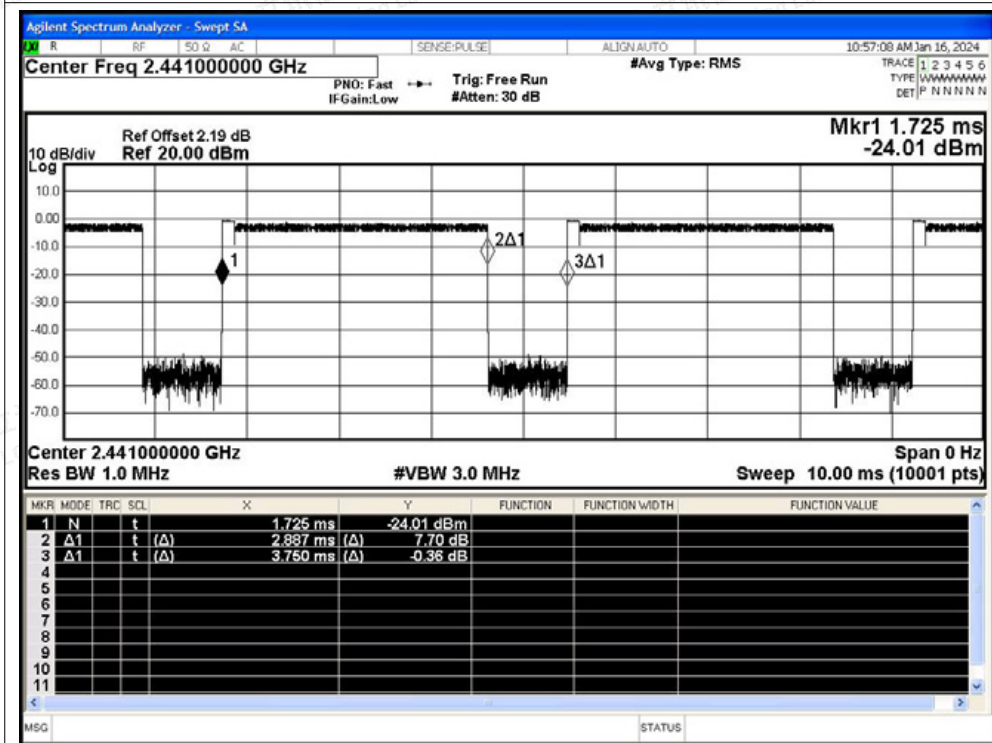 Agilent Spectrum Analyzer - Swept SA
R RF 50 Ω AC SENSE:PULSE ALIGN AUTO 10:57:08 AM Jan 16, 2024
Center Freq 2.441000000 GHz #Avg Type: RMS TRACE 1 2 3 4 5 6
PNO: Fast Trig: Free Run TYPE WWWWWW
IFGain:Low #Atten: 30 dB DET P N N N N N
Mkr1 1.725 ms
Ref Offset 2.19 dB
10 dB/div Ref 20.00 dBm -24.01 dBm
Log
10.0
0.00
-10.0 2Δ1
-20.0 1 3Δ1
-30.0
-40.0
-50.0
-60.0
-70.0
Center 2.441000000 GHz Span 0 Hz
Res BW 1.0 MHz #VBW 3.0 MHz Sweep 10.00 ms (10001 pts)
MKR MODE TRC SCL X Y FUNCTION FUNCTION WIDTH FUNCTION VALUE
1 N t 1.725 ms -24.01 dBm
2 Δ1 t (Δ) 2.887 ms (Δ) 7.70 dB
3 Δ1 t (Δ) 3.750 ms (Δ) -0.36 dB
4
5
6
7
8
9
10
11
MSG STATUS